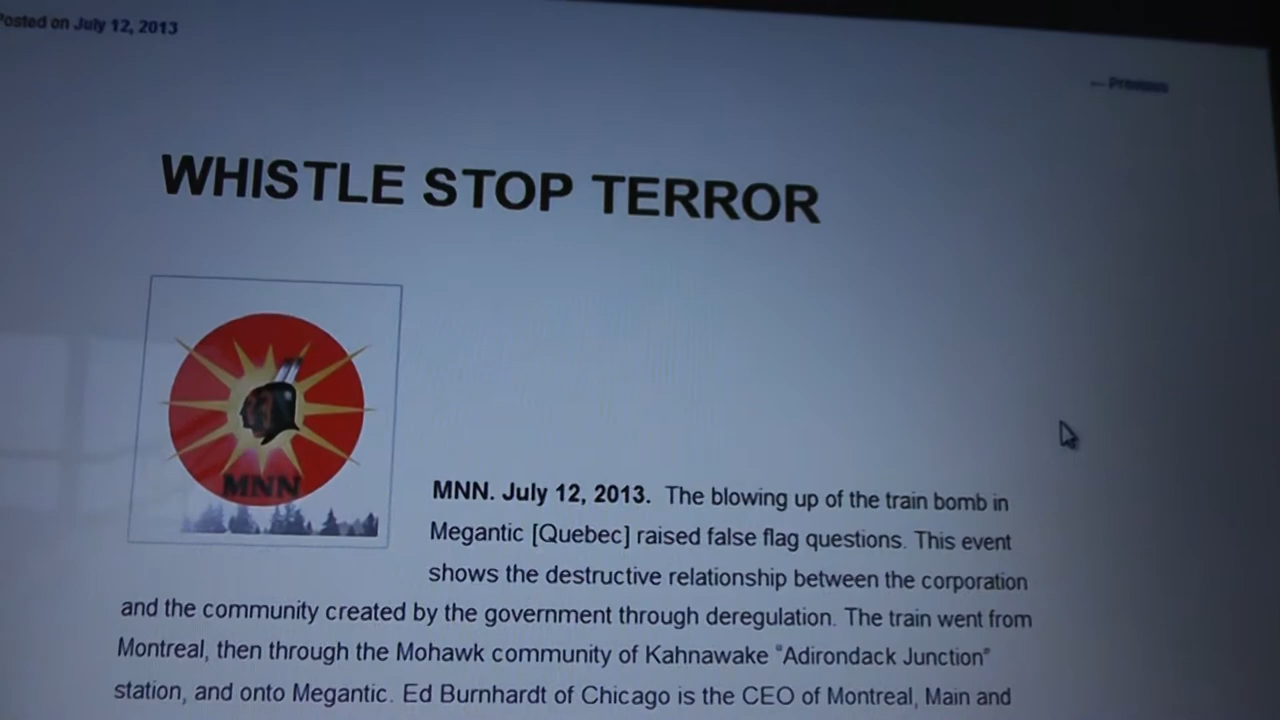 Posted on July 12, 2013
← Previous
WHISTLE STOP TERROR
MNN
MNN. July 12, 2013. The blowing up of the train bomb in
Megantic [Quebec] raised false flag questions. This event
shows the destructive relationship between the corporation
and the community created by the government through deregulation. The train went from
Montreal, then through the Mohawk community of Kahnawake "Adirondack Junction"
station, and onto Megantic. Ed Burnhardt of Chicago is the CEO of Montreal, Main and